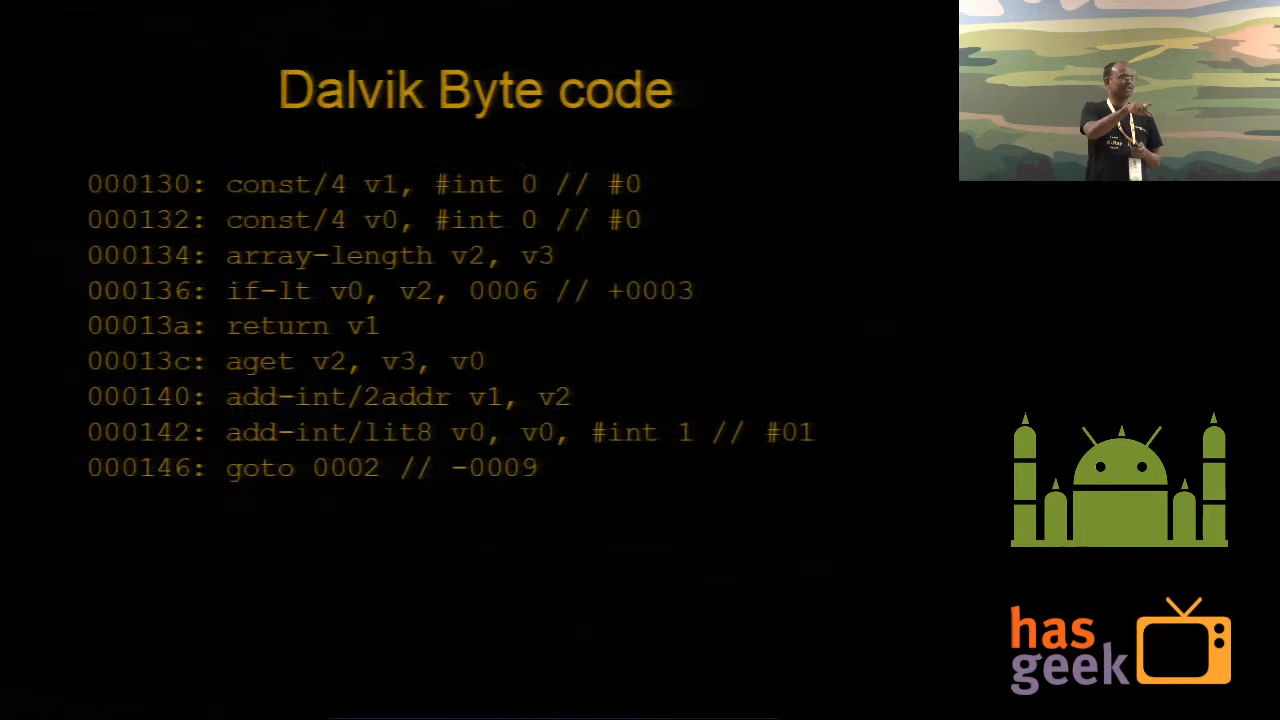 Dalvik Byte code
000130: const/4 v1, #int 0 // #0
000132: const/4 v0, #int 0 // #0
000134: array-length v2, v3
000136: if-lt v0, v2, 0006 // +0003
00013a: return v1
00013c: aget v2, v3, v0
000140: add-int/2addr v1, v2
000142: add-int/lit8 v0, v0, #int 1 // #01
000146: goto 0002 // -0009
has
geek